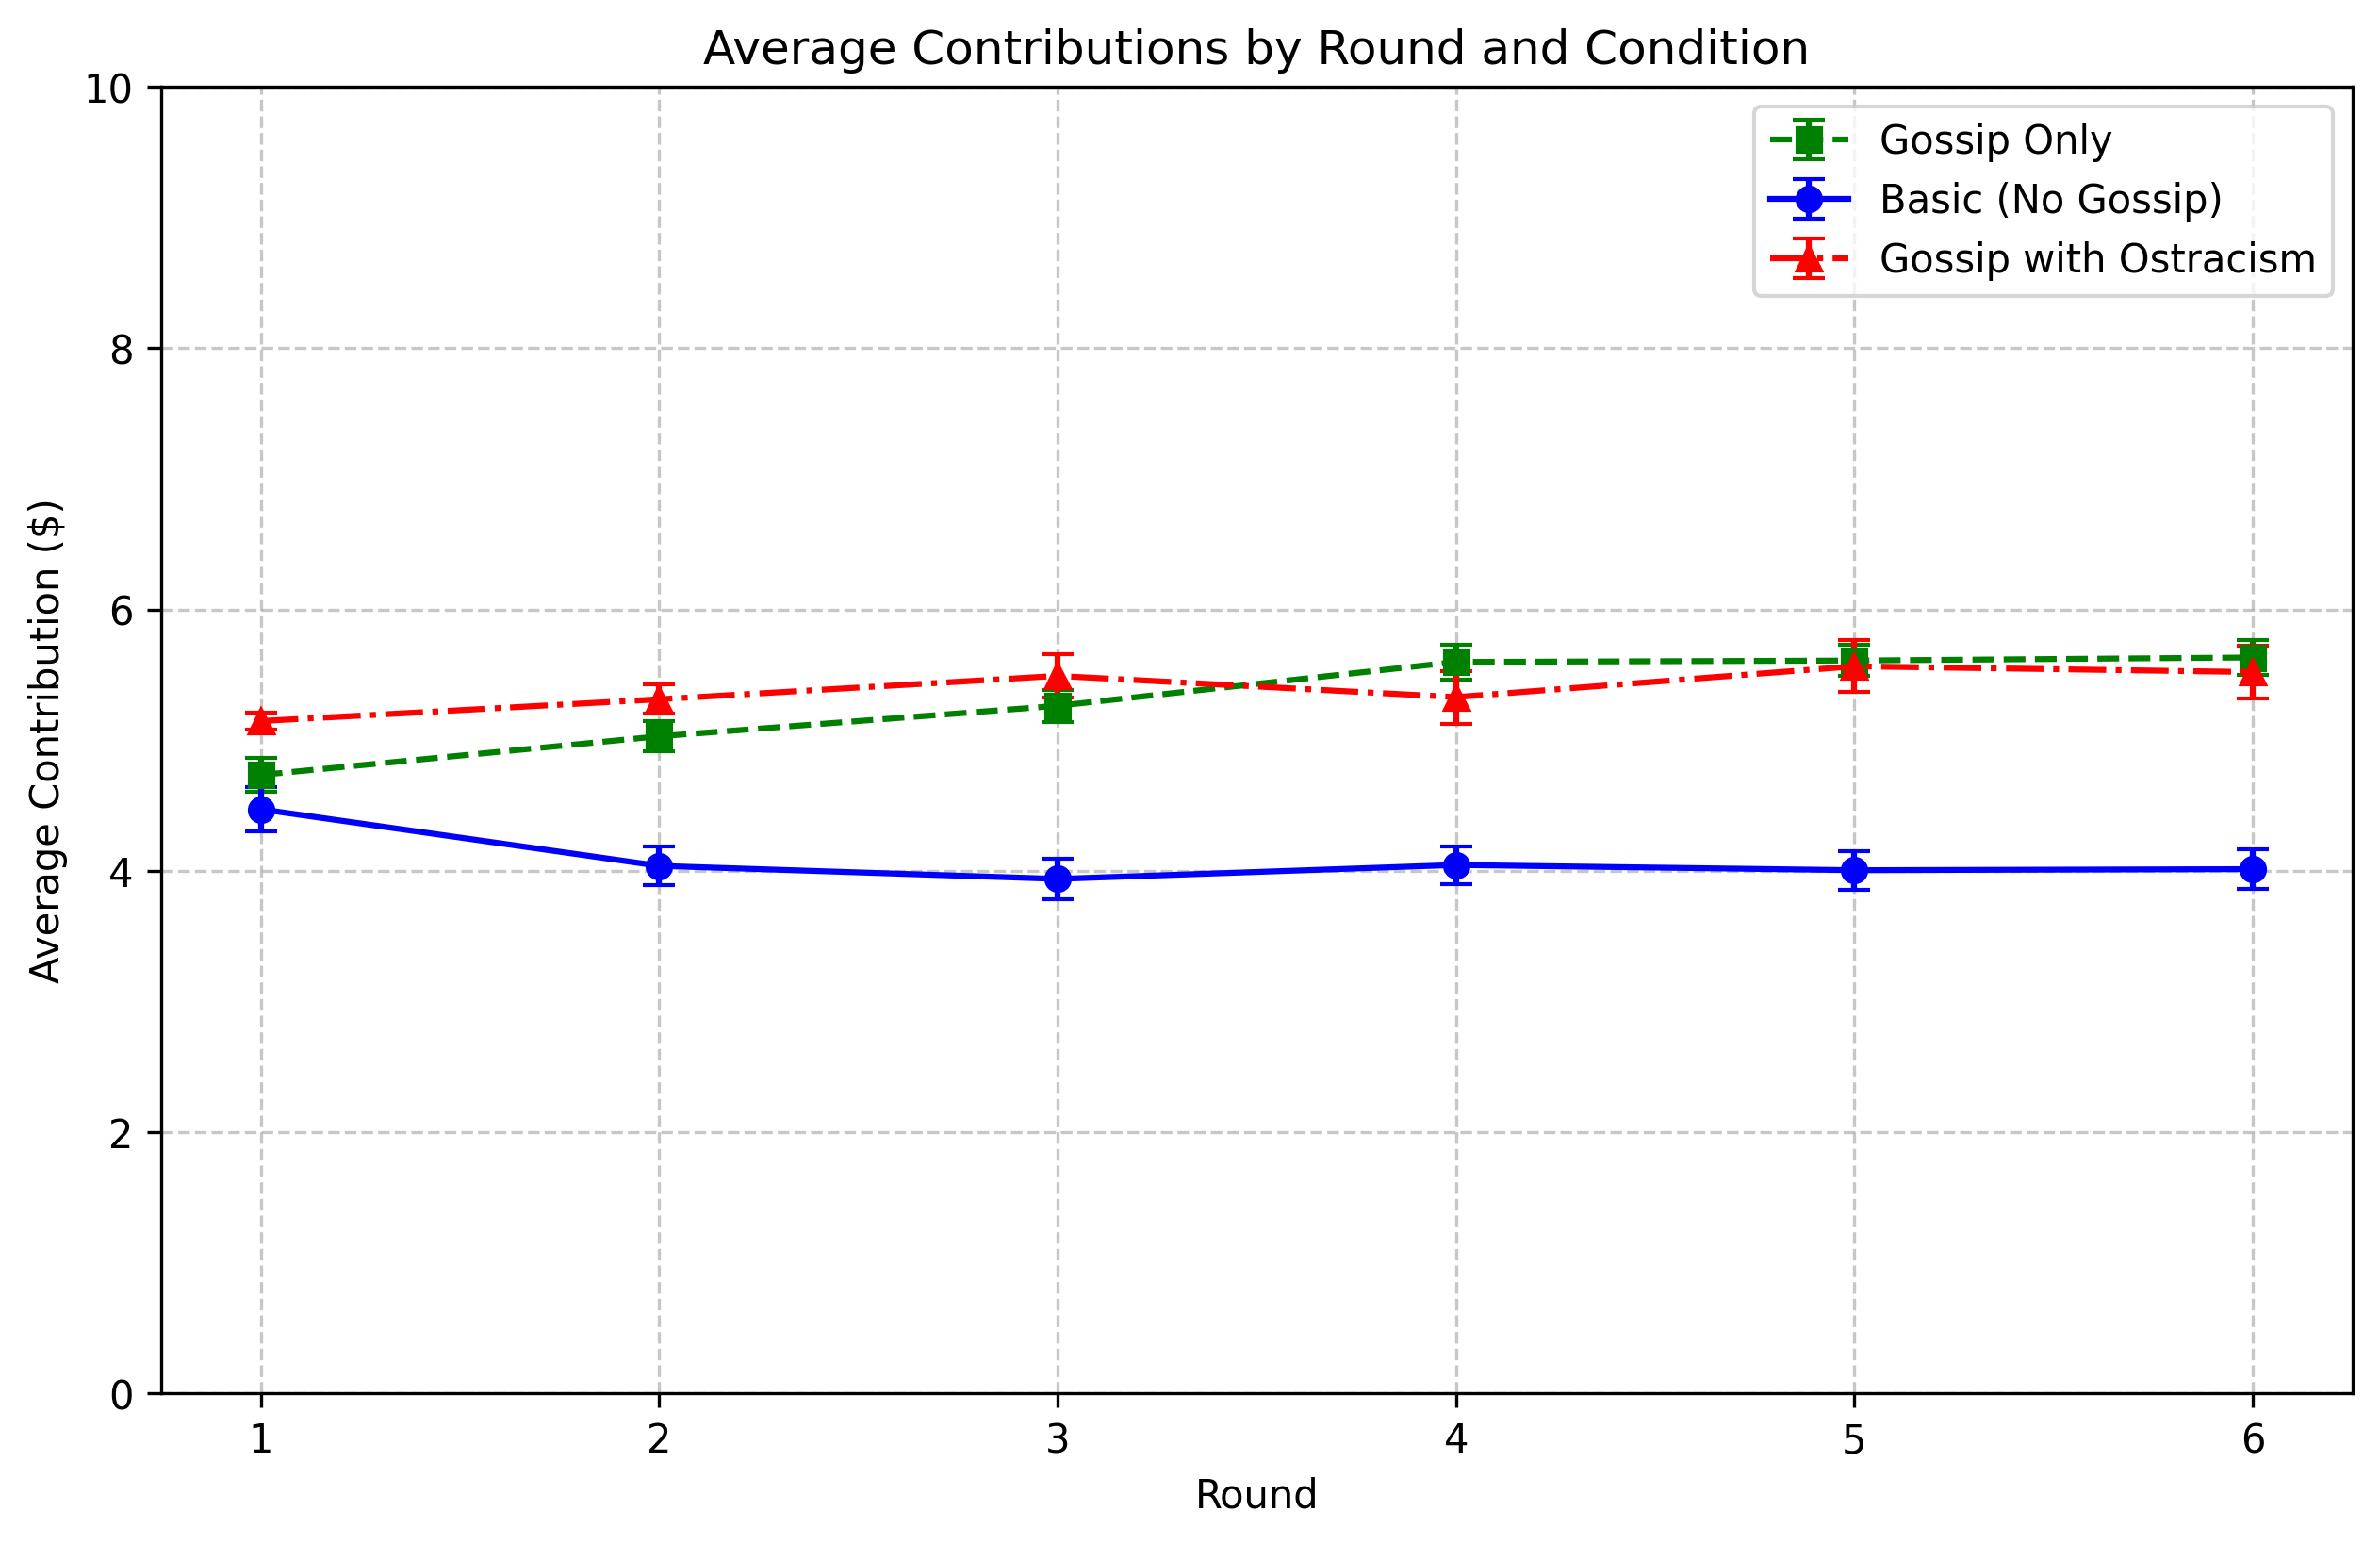 Average Contributions by Round and Condition
10
8
6
4
2
0
Average Contribution ($)
Gossip Only
Basic (No Gossip)
Gossip with Ostracism
1 2 3 4 5 6
Round